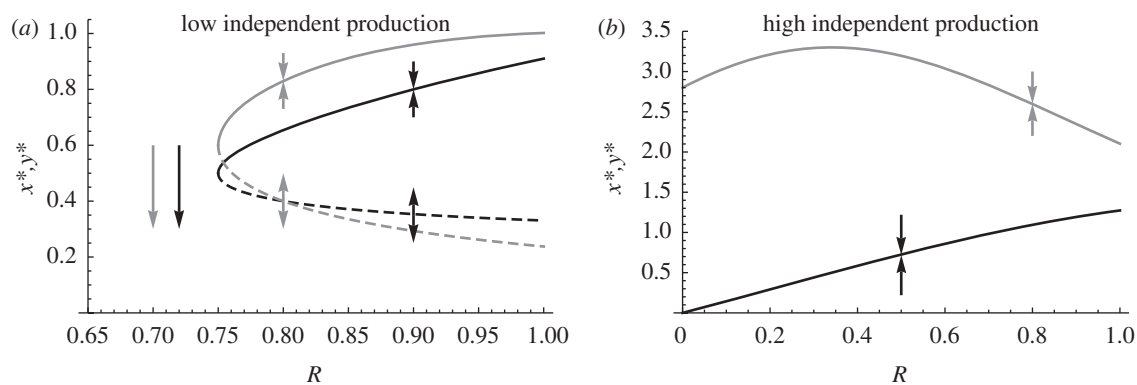 (a) low independent production
1.0
0.8
0.6
0.4
0.2
x*,y*
0.65 0.70 0.75 0.80 0.85 0.90 0.95 1.00
R
(b) high independent production
3.5
3.0
2.5
2.0
1.5
1.0
0.5
x*,y*
0 0.2 0.4 0.6 0.8 1.0
R